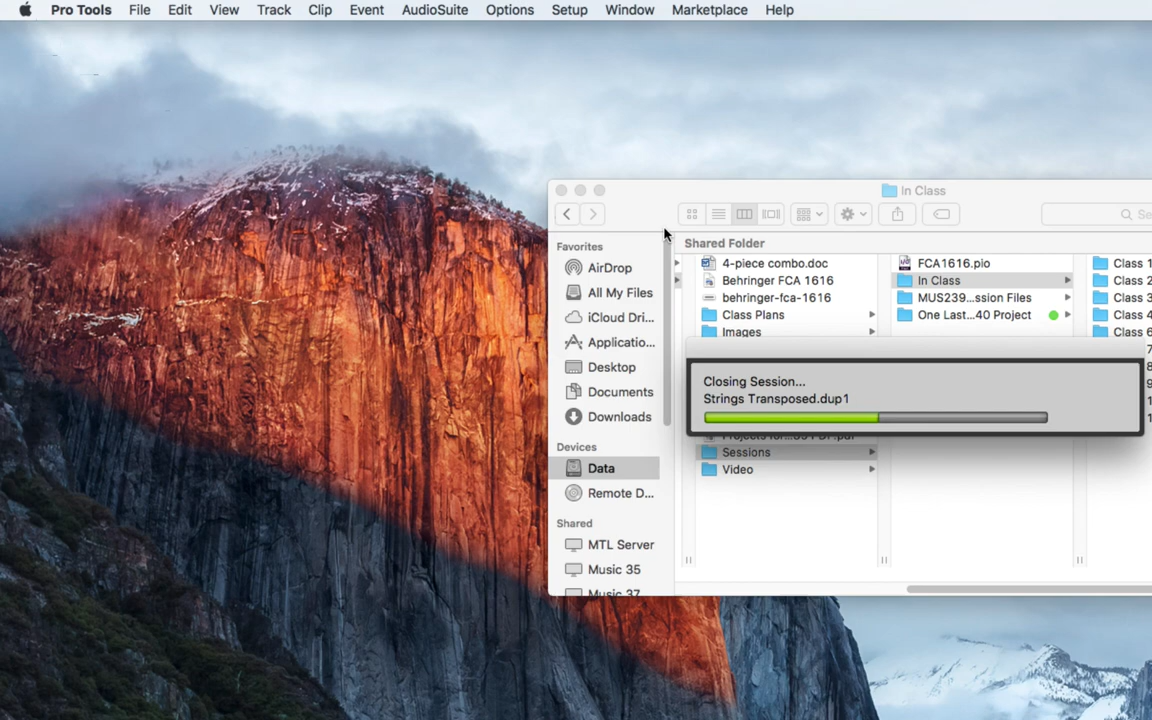 Pro Tools File Edit View Track Clip Event AudioSuite Options Setup Window Marketplace Help
In Class
Se
Favorites
AirDrop
All My Files
iCloud Dri...
Applicatio...
Desktop
Documents
Downloads
Devices
Data
Remote D...
Shared
MTL Server
Music 35
Music 37
Shared Folder
4-piece combo.doc
Behringer FCA 1616
behringer-fca-1616
Class Plans
Images
Sessions
Video
FCA1616.pio
In Class
MUS239...ssion Files
One Last...40 Project
Class 1
Class 2
Class 3
Class 4
Class 6
Closing Session...
Strings Transposed.dup1